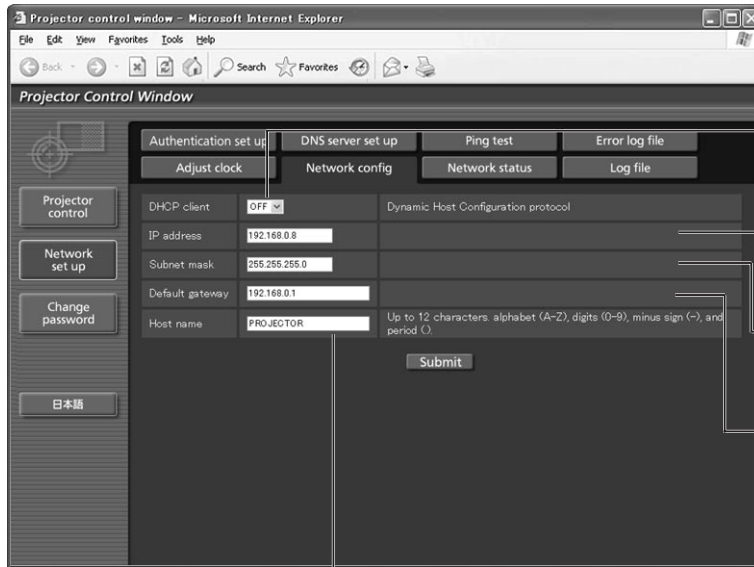 Projector control window - Microsoft Internet Explorer
File Edit View Favorites Tools Help
Back Search Favorites
Projector Control Window
Authentication set up DNS server set up Ping test Error log file
Adjust clock Network config Network status Log file
Projector
control
Network
set up
Change
password
日本語
DHCP client OFF Dynamic Host Configuration protocol
IP address 192.168.0.8
Subnet mask 255.255.255.0
Default gateway 192.168.0.1
Host name PROJECTOR Up to 12 characters. alphabet (A-Z), digits (0-9), minus sign (-), and
period ().
Submit